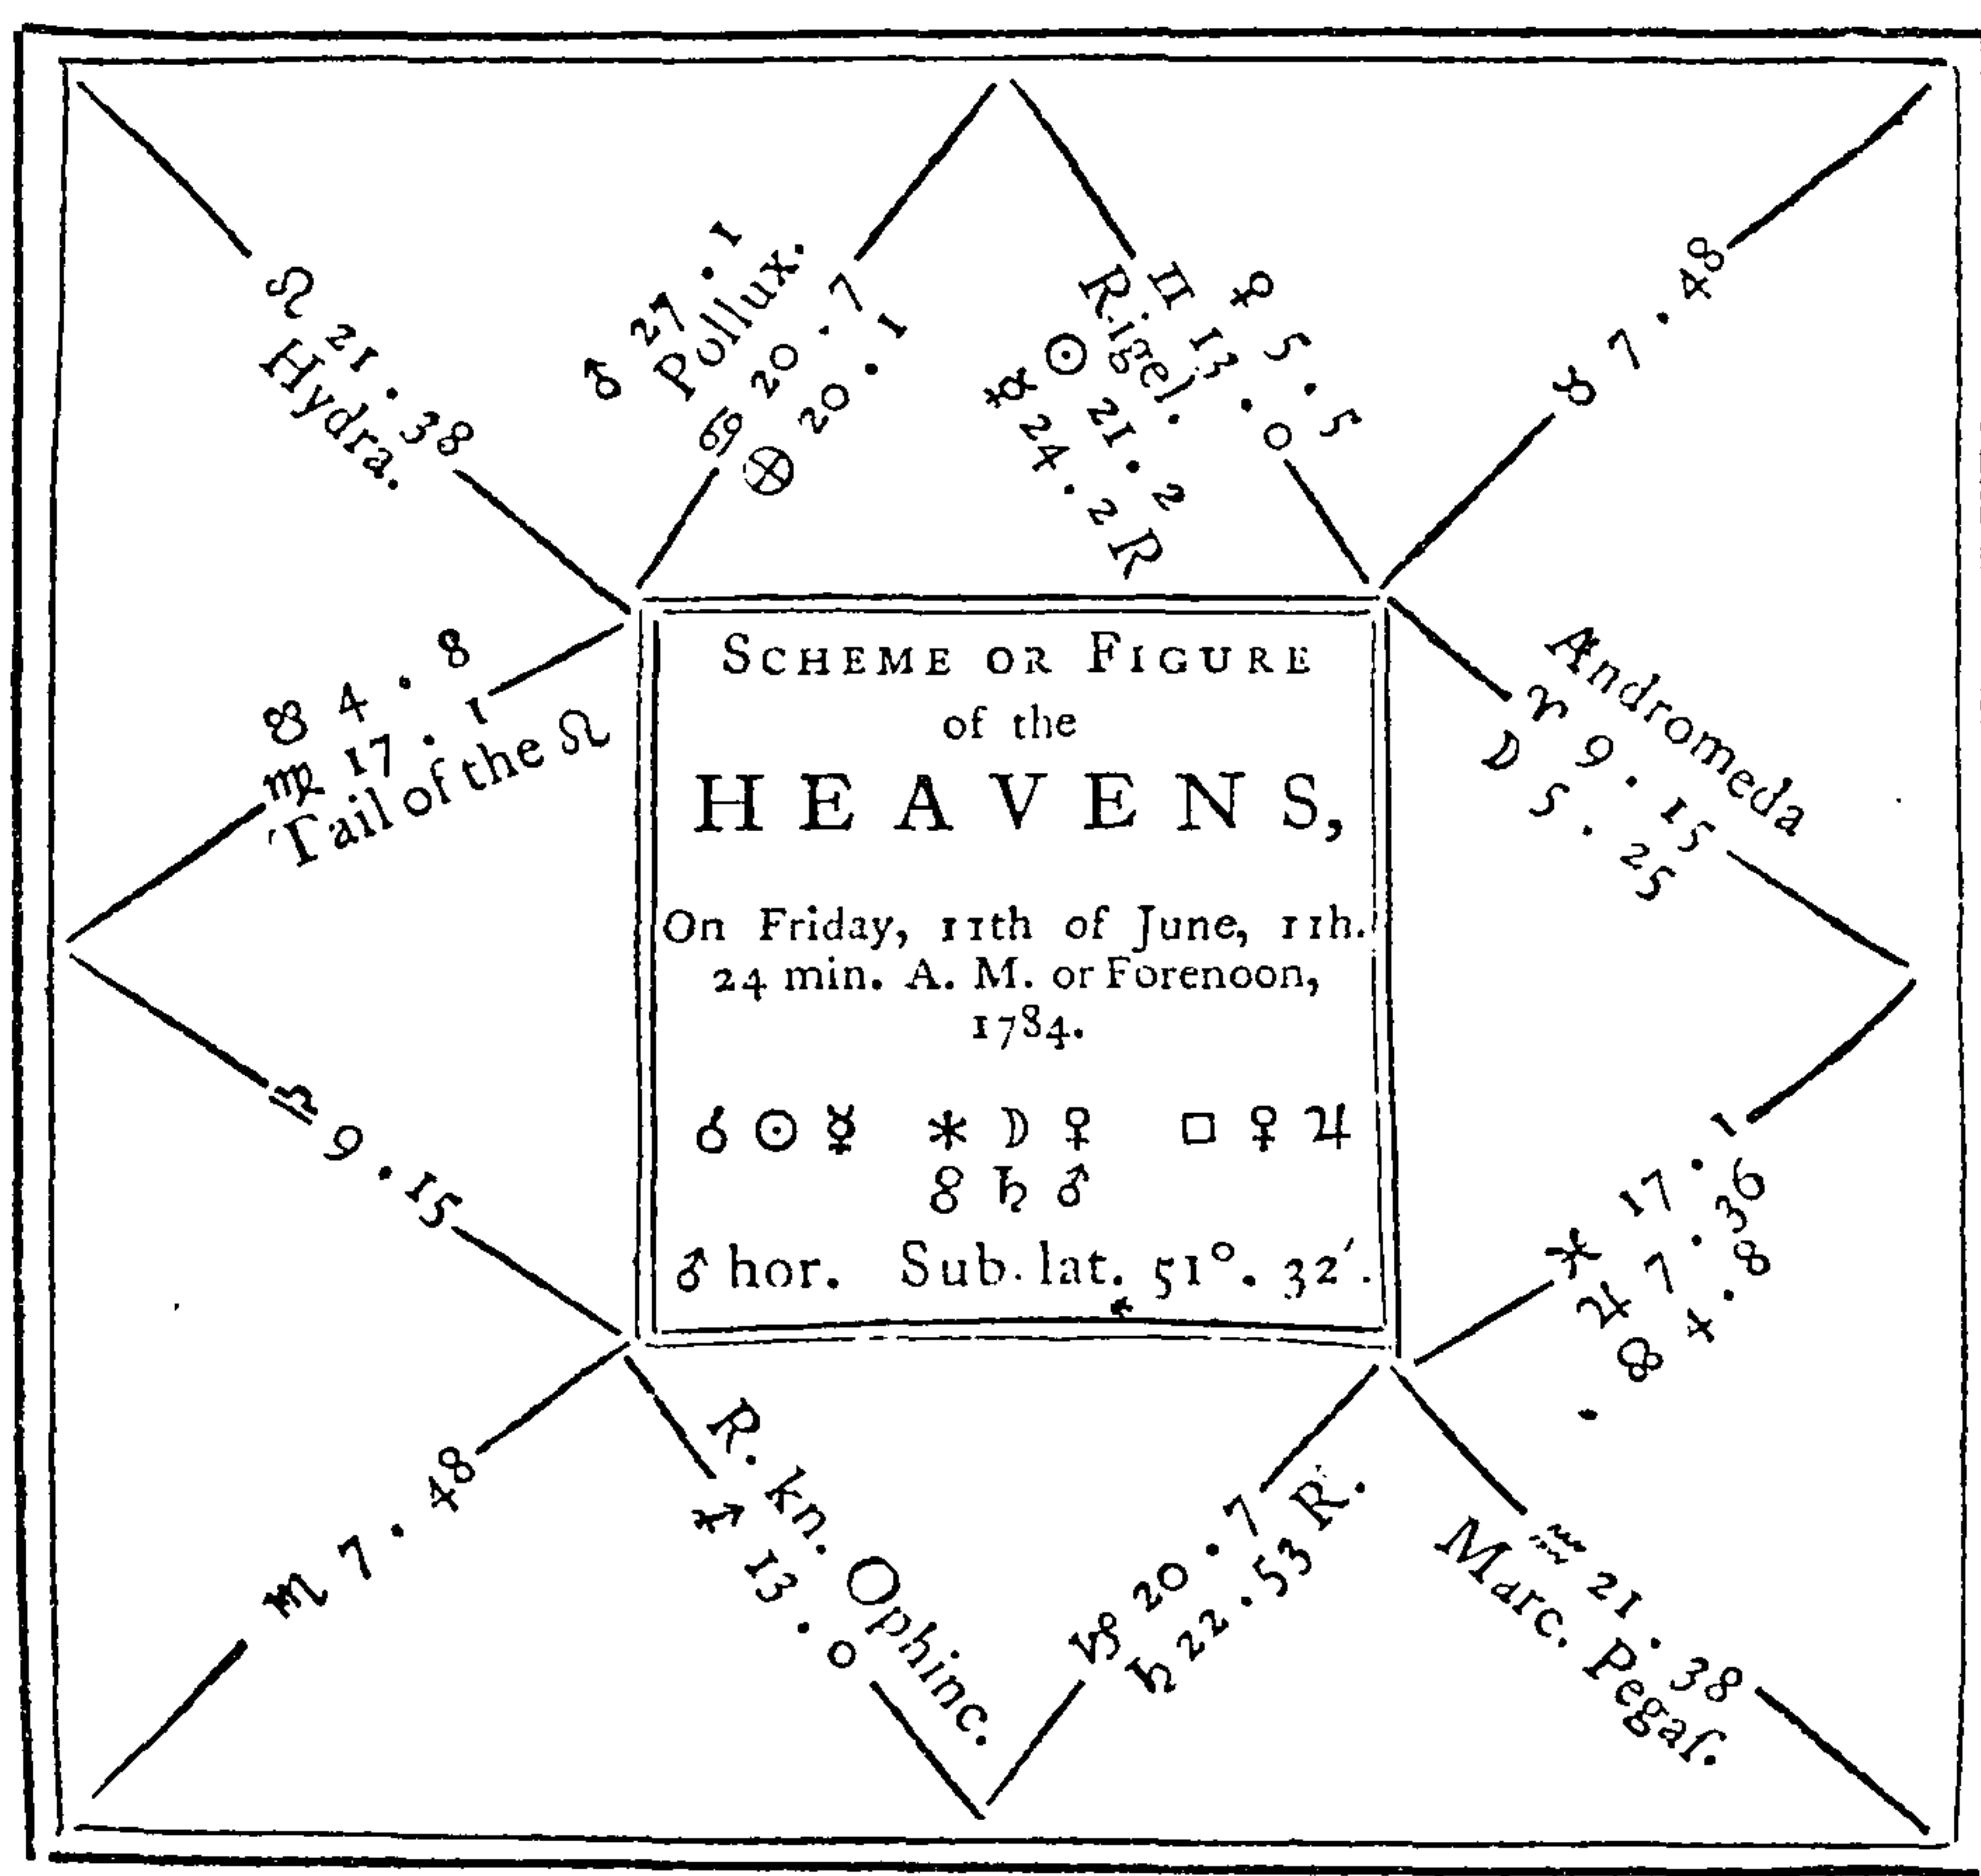 SCHEME OR FIGURE
of the
HEAVENS,
On Friday, 11th of June, 11h.
24 min. A. M. or Forenoon,
1784.
☌ ☉ ☿ ⚹ ☽ ♀ □ ♀ ♃
☍ ♄ ♂
♂ hor. Sub. lat. 51°. 32′.
♌ 21.38
Hydra.
♂ 27.1
Pollux.
♋ 20.7
⊗ 20.1
♀ 5.5
♊ 13.0
Rigel.
☉ 21.2
☿ 24.2 R
♉ 7.48
Andromeda
♈ 9.15
☽ 5.25
17.1
♃ 7.36
4.8
♒ 21.38
Marc. Pegaſ.
♑ 20.7
♄ 22.53 R.
R. kn. Ophinc.
♐ 13.0
♏ 7.48
♎ 9.15
4.8
♍ 17.1
Tail of the ♌